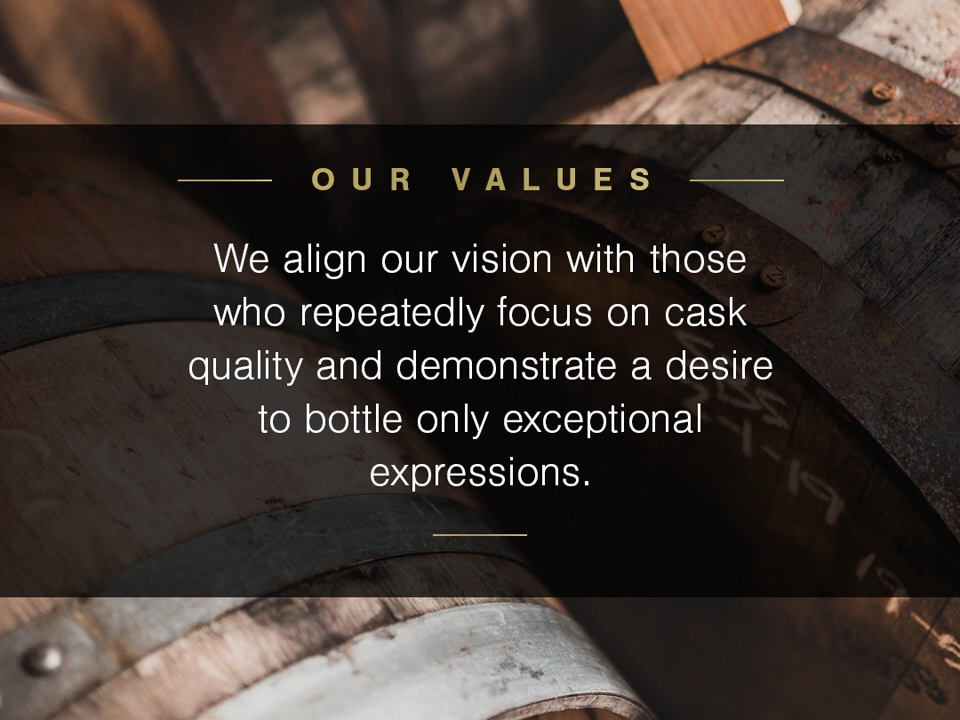 OUR VALUES
We align our vision with those
who repeatedly focus on cask
quality and demonstrate a desire
to bottle only exceptional
expressions.